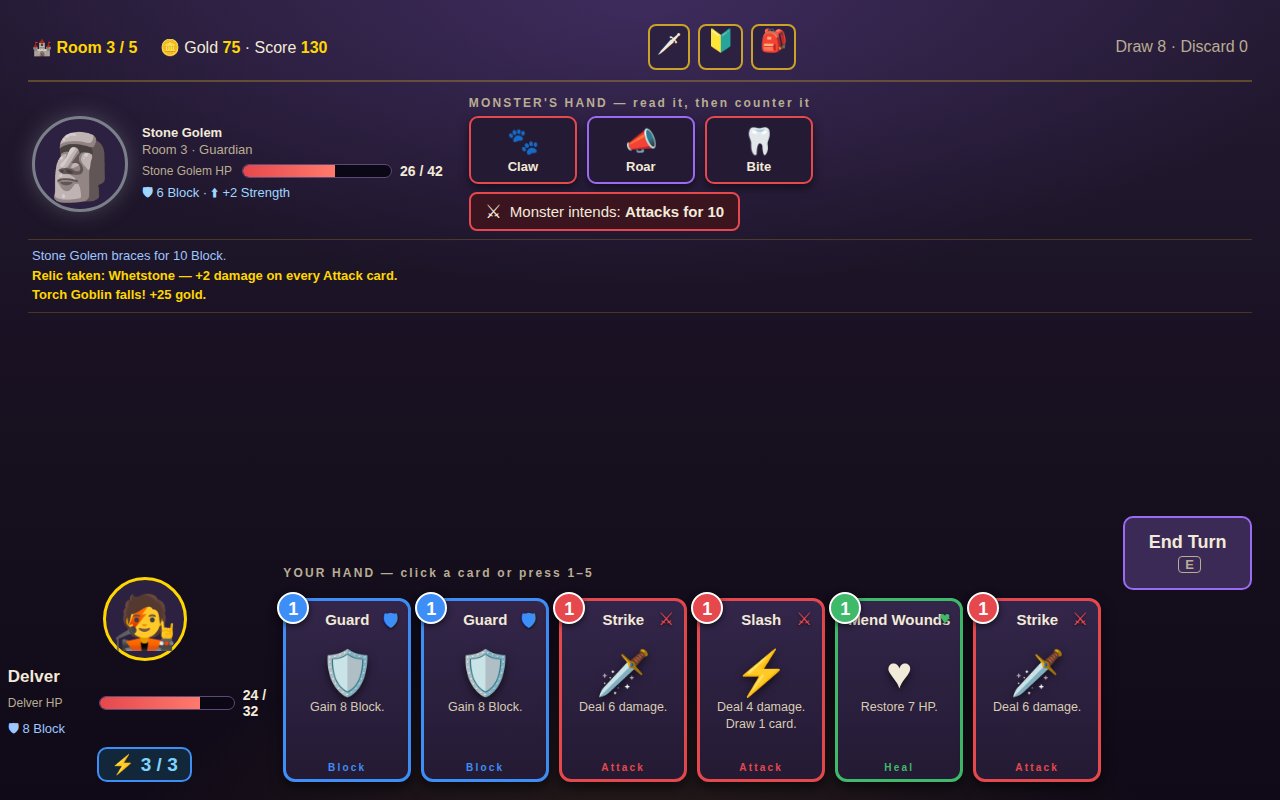 Room 3 / 5
Gold 75 · Score 130
Draw 8 · Discard 0
MONSTER'S HAND — read it, then counter it
Stone Golem
Room 3 · Guardian
Stone Golem HP
26 / 42
6 Block · +2 Strength
Claw
Roar
Bite
Monster intends: Attacks for 10
Stone Golem braces for 10 Block.
Relic taken: Whetstone — +2 damage on every Attack card.
Torch Goblin falls! +25 gold.
End Turn
E
YOUR HAND — click a card or press 1–5
Delver
Delver HP
24 /
32
8 Block
3 / 3
1
Guard
Gain 8 Block.
Block
1
Guard
Gain 8 Block.
Block
1
Strike
Deal 6 damage.
Attack
1
Slash
Deal 4 damage.
Draw 1 card.
Attack
1
Mend Wounds
Restore 7 HP.
Heal
1
Strike
Deal 6 damage.
Attack